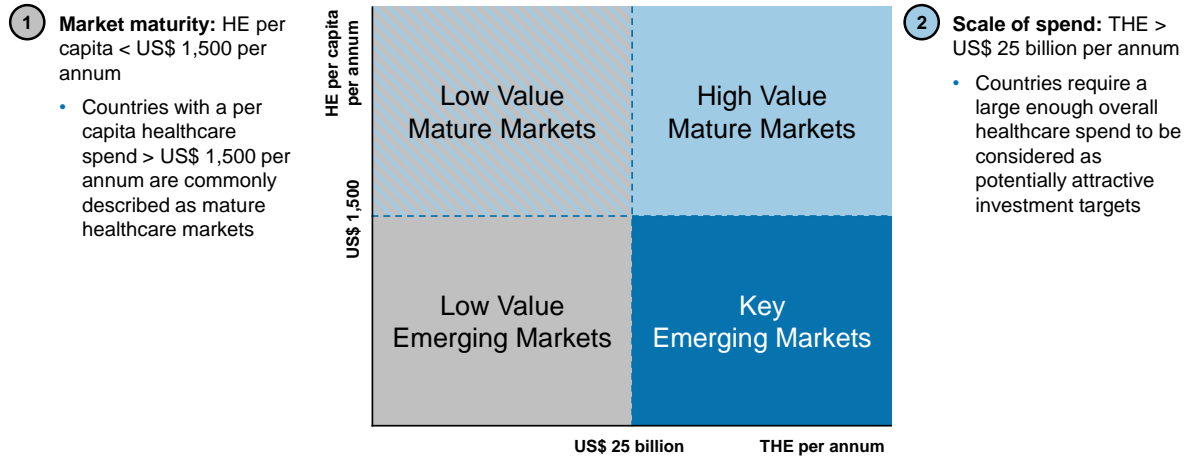 1
Market maturity: HE per
capita < US$ 1,500 per
annum
• Countries with a per
capita healthcare
spend > US$ 1,500 per
annum are commonly
described as mature
healthcare markets
HE per capita
per annum
US$ 1,500
Low Value
Mature Markets
High Value
Mature Markets
Low Value
Emerging Markets
Key
Emerging Markets
US$ 25 billion
THE per annum
2
Scale of spend: THE >
US$ 25 billion per annum
• Countries require a
large enough overall
healthcare spend to be
considered as
potentially attractive
investment targets